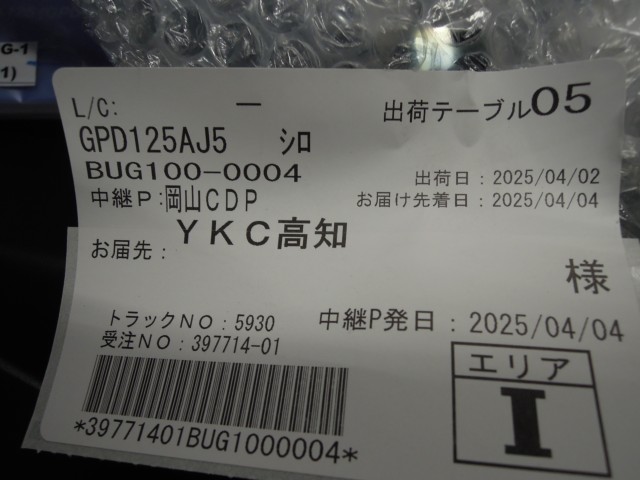 G-1
1)
L/C: ー 出荷テーブル05
GPD125AJ5 シロ
BUG100-0004
出荷日:2025/04/02
中継P:岡山CDP
お届け先着日:2025/04/04
お届先: YKC高知
様
トラックNO:5930
中継P発日:2025/04/04
受注NO:397714-01
エリア
I
*39771401BUG1000004*